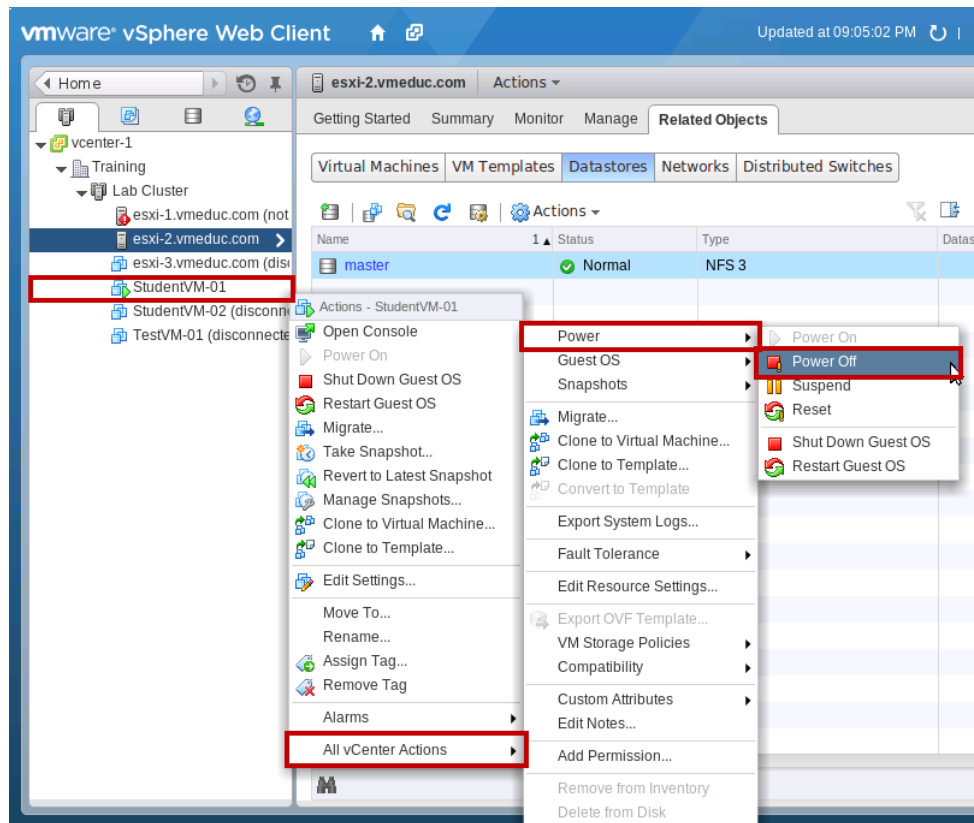 vmware® vSphere Web Client
Updated at 09:05:02 PM
Home
esxi-2.vmeduc.com Actions
Getting Started Summary Monitor Manage Related Objects
vcenter-1
Training
Lab Cluster
esxi-1.vmeduc.com (not
esxi-2.vmeduc.com
esxi-3.vmeduc.com (dis
StudentVM-01
StudentVM-02 (disconn
TestVM-01 (disconnecte
Virtual Machines VM Templates Datastores Networks Distributed Switches
Actions
Name 1 Status Type Datas
master Normal NFS 3
Actions - StudentVM-01
Open Console
Power On
Shut Down Guest OS
Restart Guest OS
Migrate...
Take Snapshot...
Revert to Latest Snapshot
Manage Snapshots...
Clone to Virtual Machine...
Clone to Template...
Edit Settings...
Move To...
Rename...
Assign Tag...
Remove Tag
Alarms
All vCenter Actions
Power
Guest OS
Snapshots
Migrate...
Clone to Virtual Machine...
Clone to Template...
Convert to Template
Export System Logs...
Fault Tolerance
Edit Resource Settings...
Export OVF Template...
VM Storage Policies
Compatibility
Custom Attributes
Edit Notes...
Add Permission...
Remove from Inventory
Delete from Disk
Power On
Power Off
Suspend
Reset
Shut Down Guest OS
Restart Guest OS